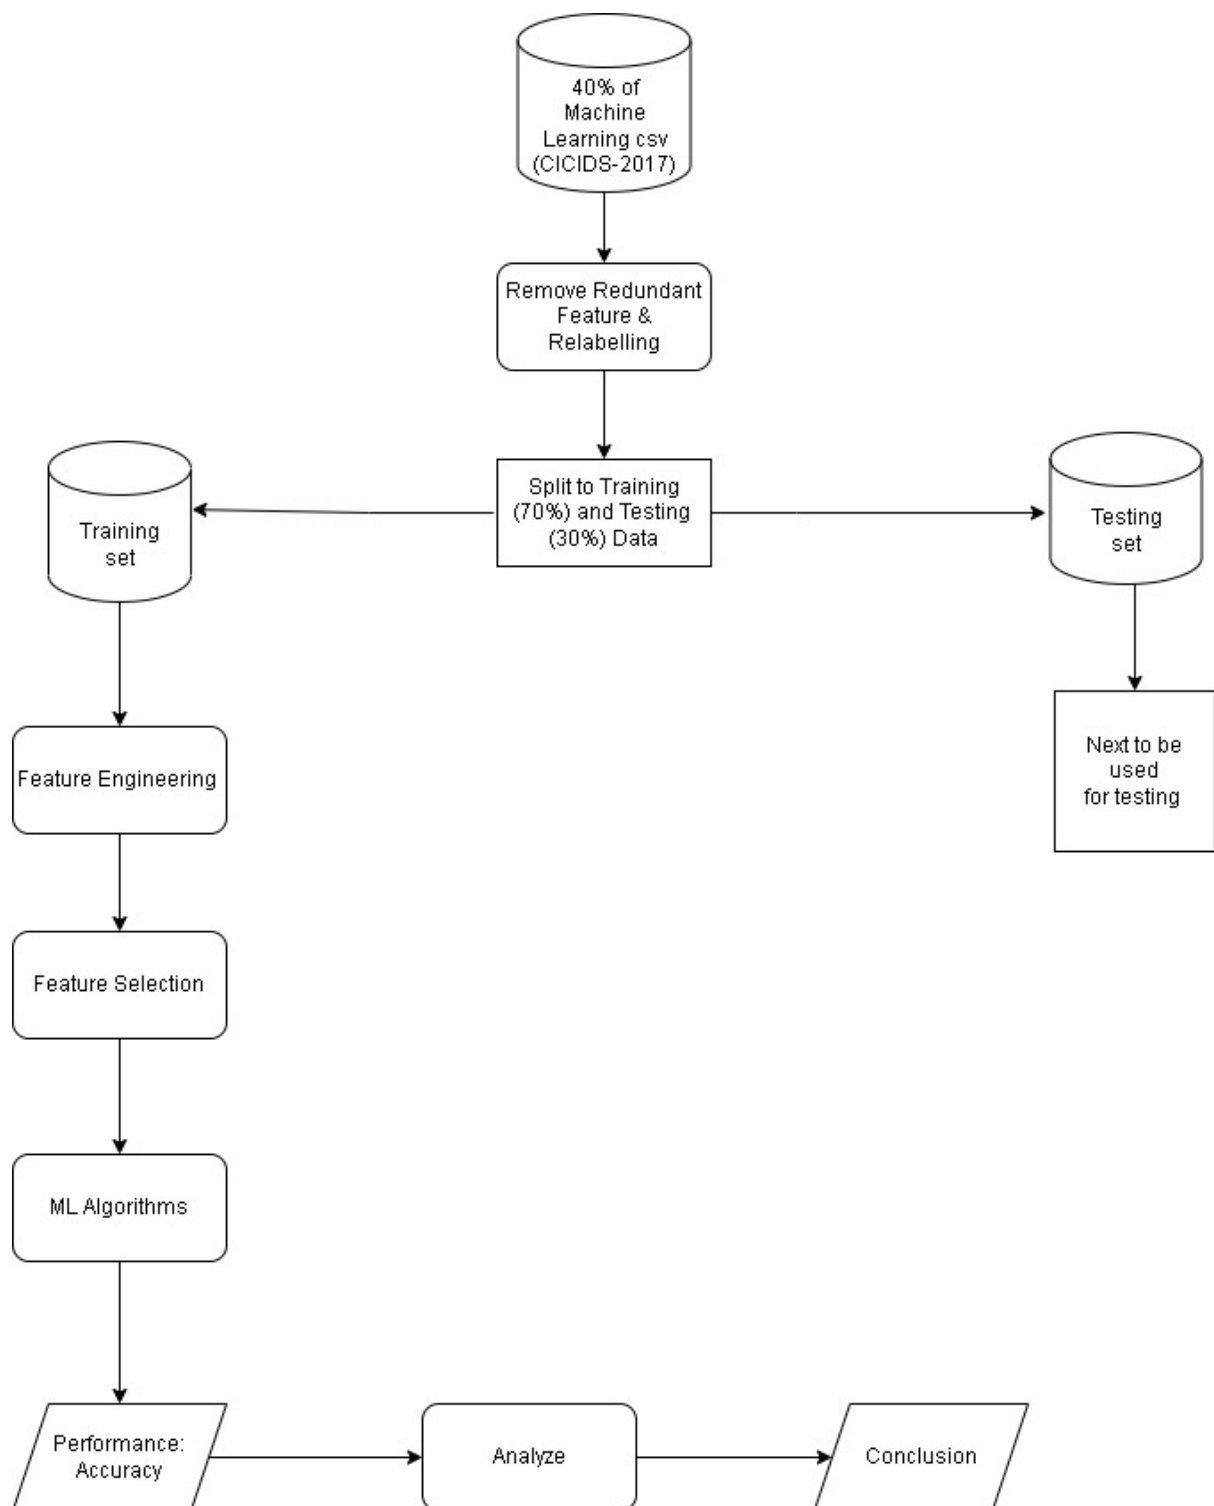 40% of
Machine
Learning csv
(CICIDS-2017)
Remove Redundant
Feature &
Relabelling
Split to Training
(70%) and Testing
(30%) Data
Training
set
Testing
set
Feature Engineering
Next to be
used
for testing
Feature Selection
ML Algorithms
Performance:
Accuracy
Analyze
Conclusion